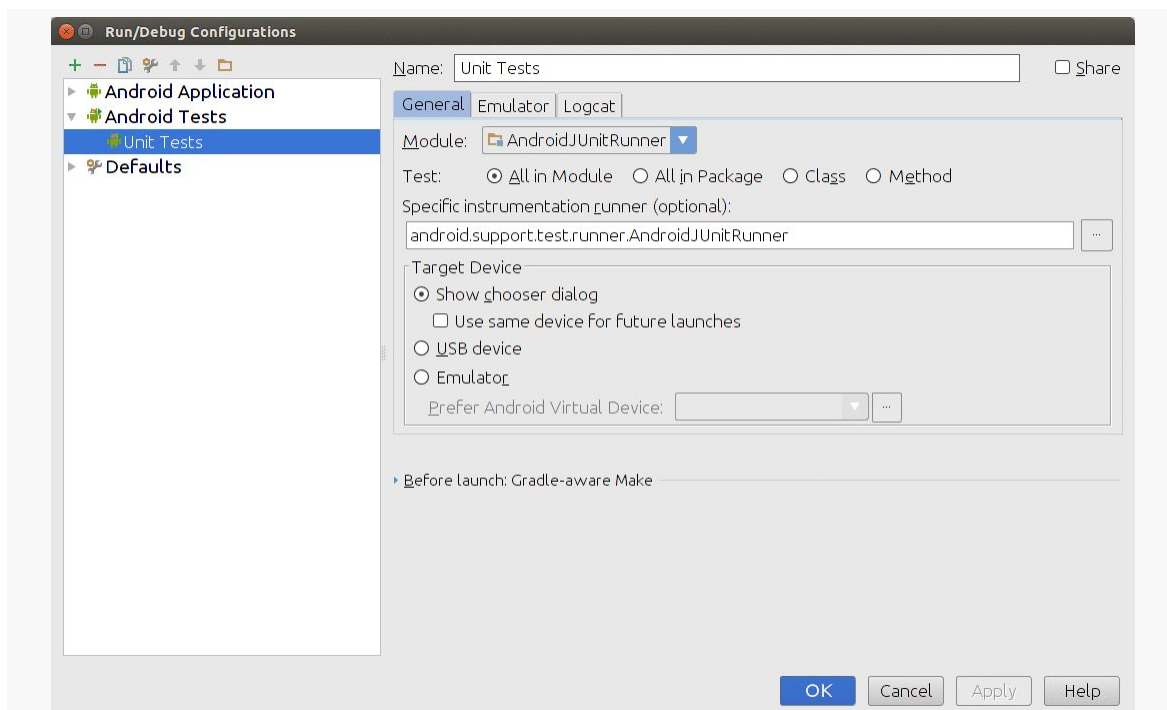 Run/Debug Configurations
Name: Unit Tests Share
Android Application
Android Tests
Unit Tests
Defaults
General Emulator Logcat
Module: AndroidJUnitRunner
Test: All in Module All in Package Class Method
Specific instrumentation runner (optional):
android.support.test.runner.AndroidJUnitRunner ...
Target Device
Show chooser dialog
Use same device for future launches
USB device
Emulator
Prefer Android Virtual Device: ...
Before launch: Gradle-aware Make
OK Cancel Apply Help